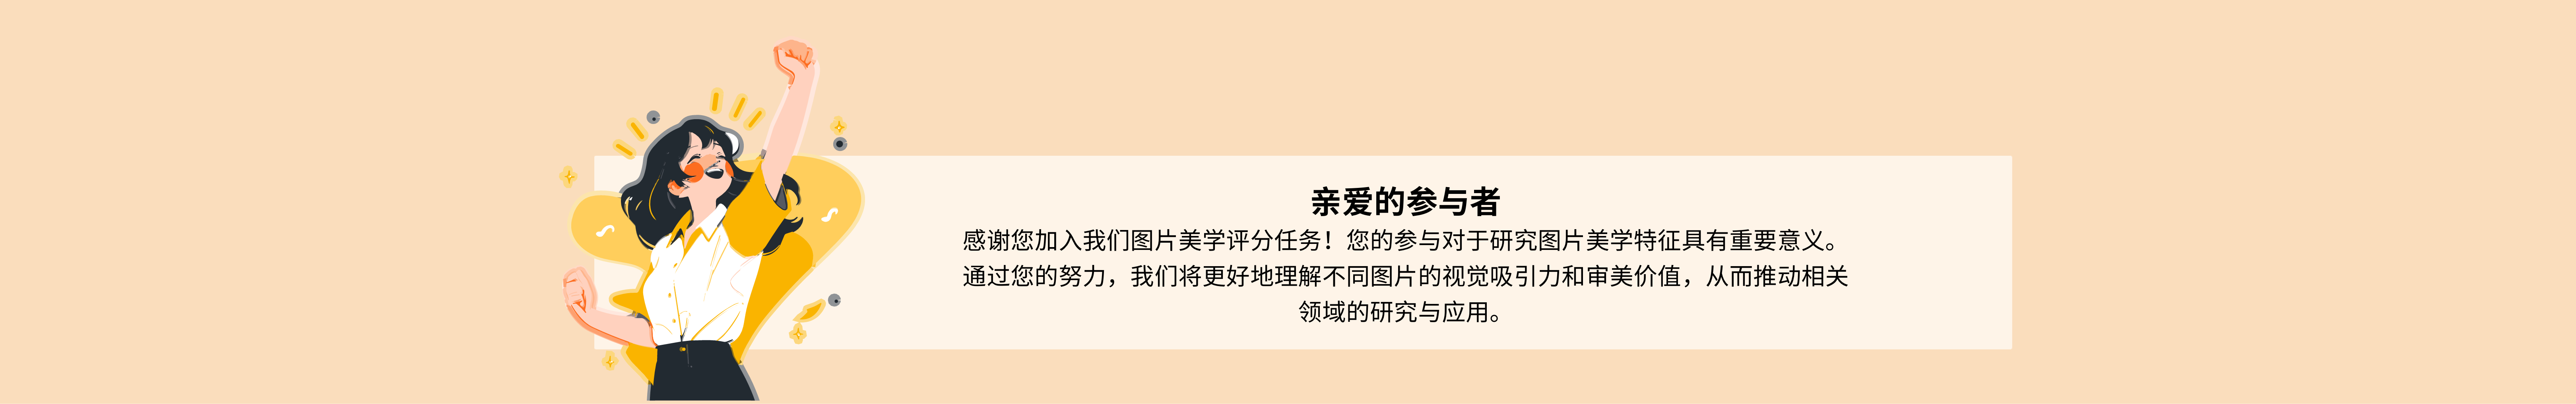 亲爱的参与者
感谢您加入我们图片美学评分任务！您的参与对于研究图片美学特征具有重要意义。
通过您的努力，我们将更好地理解不同图片的视觉吸引力和审美价值，从而推动相关
领域的研究与应用。